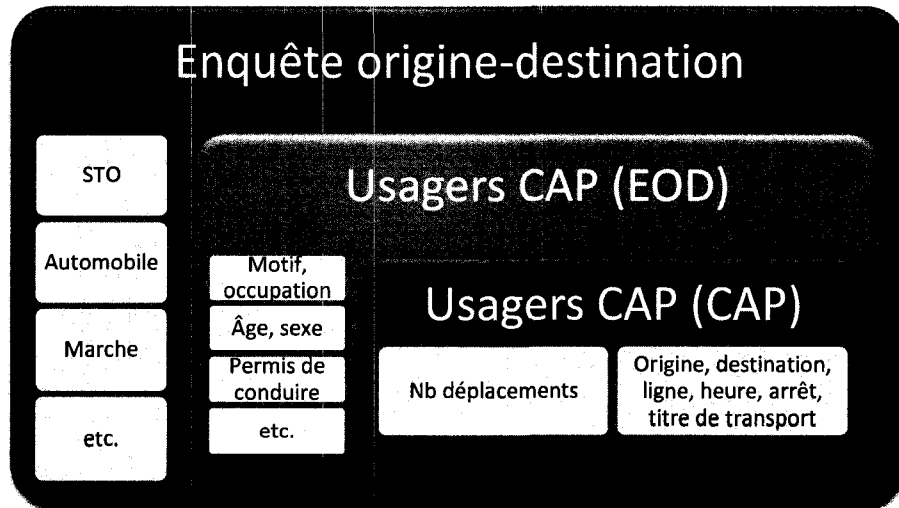 Enquête origine-destination
STO
Automobile
Marche
etc.
Usagers CAP (EOD)
Motif,
occupation
Âge, sexe
Permis de
conduire
etc.
Usagers CAP (CAP)
Nb déplacements
Origine, destination,
ligne, heure, arrêt,
titre de transport